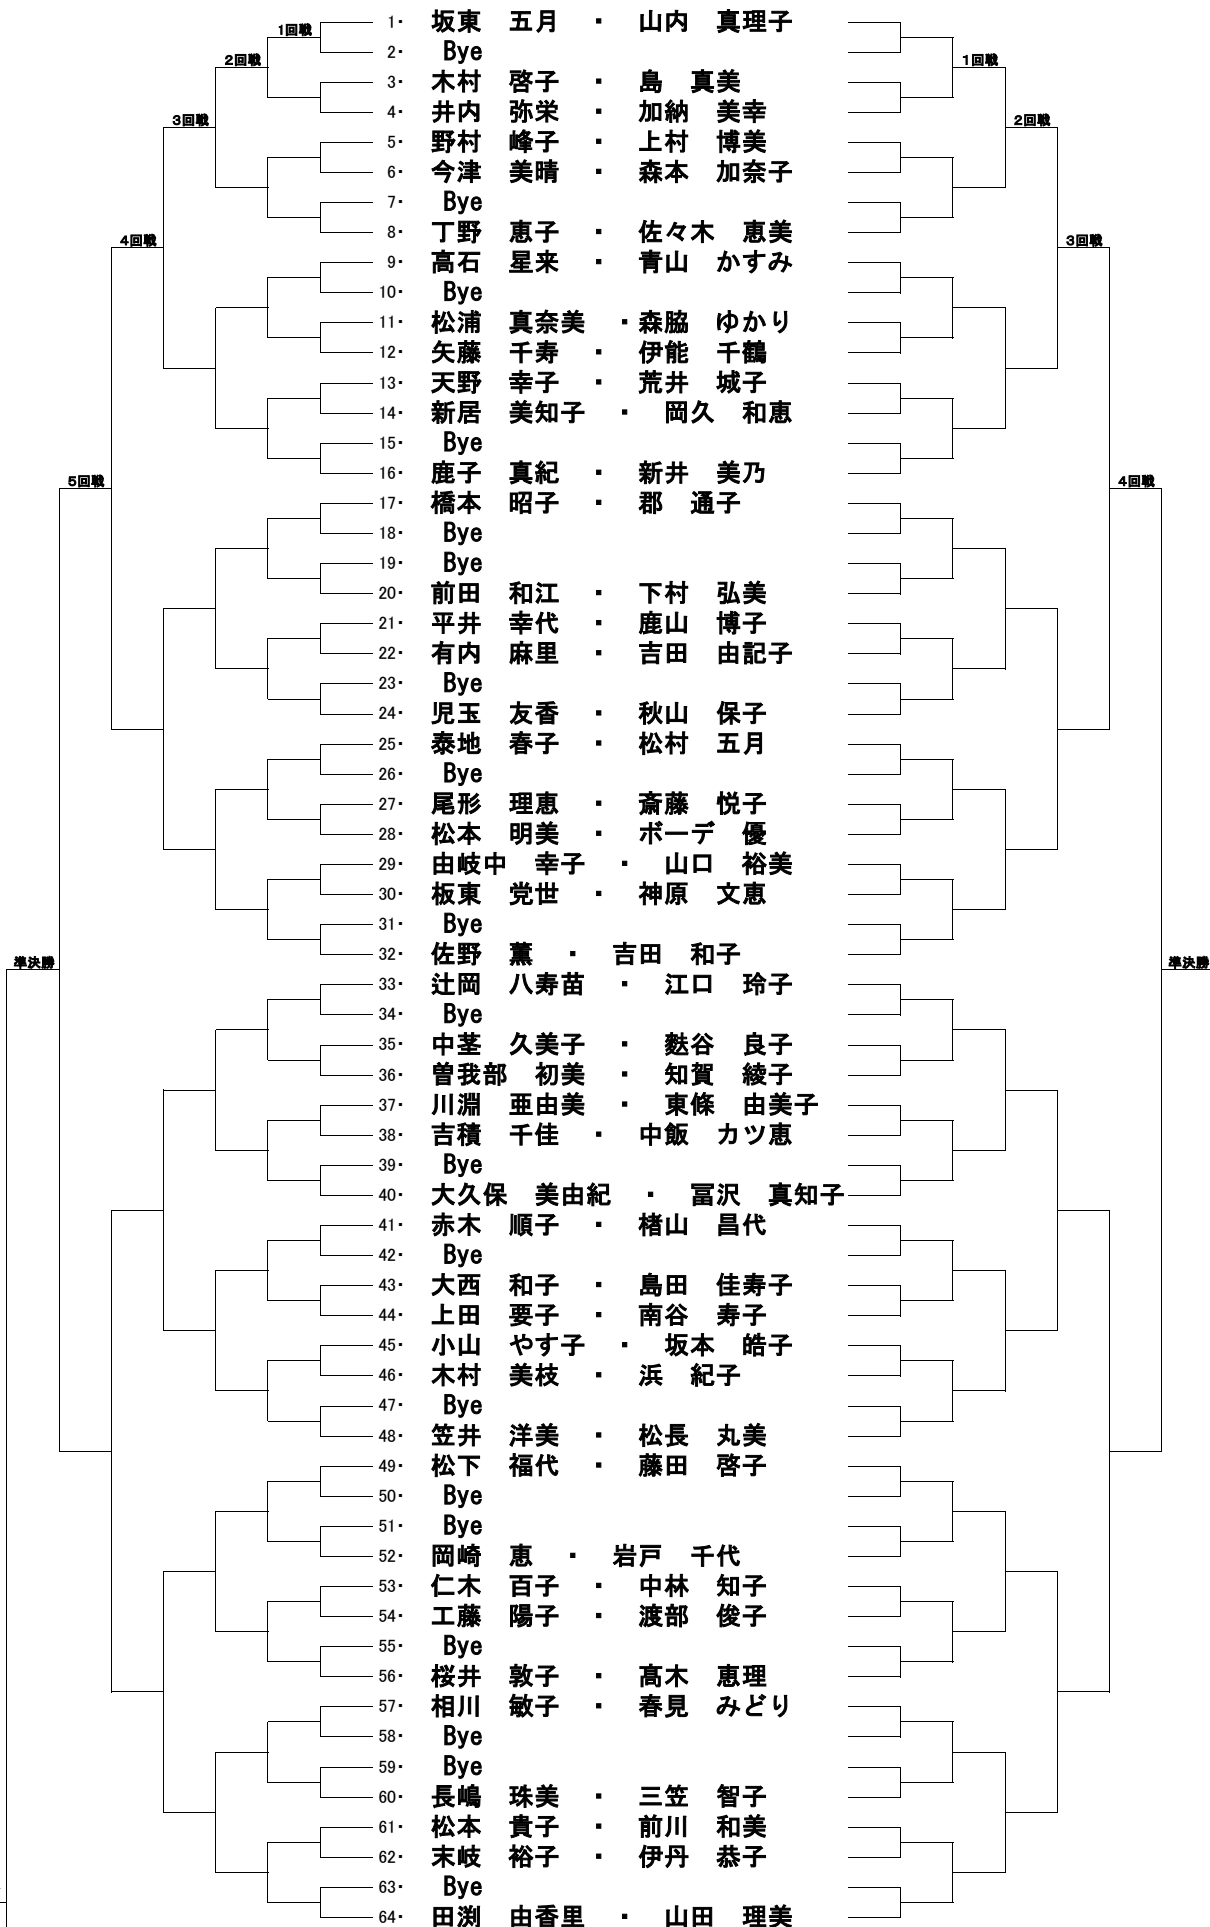 1・ 坂東 五月 ・ 山内 真理子
1回戦
2・ Bye
2回戦 1回戦
3・ 木村 啓子 ・ 島 真美
4・ 井内 弥栄 ・ 加納 美幸
3回戦 2回戦
5・ 野村 峰子 ・ 上村 博美
6・ 今津 美晴 ・ 森本 加奈子
7・ Bye
8・ 丁野 恵子 ・ 佐々木 恵美
4回戦 3回戦
9・ 高石 星来 ・ 青山 かすみ
10・ Bye
11・ 松浦 真奈美 ・森脇 ゆかり
12・ 矢藤 千寿 ・ 伊能 千鶴
13・ 天野 幸子 ・ 荒井 城子
14・ 新居 美知子 ・ 岡久 和恵
15・ Bye
16・ 鹿子 真紀 ・ 新井 美乃
5回戦 4回戦
17・ 橋本 昭子 ・ 郡 通子
18・ Bye
19・ Bye
20・ 前田 和江 ・ 下村 弘美
21・ 平井 幸代 ・ 鹿山 博子
22・ 有内 麻里 ・ 吉田 由記子
23・ Bye
24・ 児玉 友香 ・ 秋山 保子
25・ 泰地 春子 ・ 松村 五月
26・ Bye
27・ 尾形 理恵 ・ 斎藤 悦子
28・ 松本 明美 ・ ボーデ 優
29・ 由岐中 幸子 ・ 山口 裕美
30・ 板東 党世 ・ 神原 文恵
31・ Bye
32・ 佐野 薫 ・ 吉田 和子
準決勝 準決勝
33・ 辻岡 八寿苗 ・ 江口 玲子
34・ Bye
35・ 中茎 久美子 ・ 麩谷 良子
36・ 曽我部 初美 ・ 知賀 綾子
37・ 川淵 亜由美 ・ 東條 由美子
38・ 吉積 千佳 ・ 中飯 カツ恵
39・ Bye
40・ 大久保 美由紀 ・ 冨沢 真知子
41・ 赤木 順子 ・ 楮山 昌代
42・ Bye
43・ 大西 和子 ・ 島田 佳寿子
44・ 上田 要子 ・ 南谷 寿子
45・ 小山 やす子 ・ 坂本 皓子
46・ 木村 美枝 ・ 浜 紀子
47・ Bye
48・ 笠井 洋美 ・ 松長 丸美
49・ 松下 福代 ・ 藤田 啓子
50・ Bye
51・ Bye
52・ 岡崎 恵 ・ 岩戸 千代
53・ 仁木 百子 ・ 中林 知子
54・ 工藤 陽子 ・ 渡部 俊子
55・ Bye
56・ 桜井 敦子 ・ 髙木 恵理
57・ 相川 敏子 ・ 春見 みどり
58・ Bye
59・ Bye
60・ 長嶋 珠美 ・ 三笠 智子
61・ 松本 貴子 ・ 前川 和美
62・ 末岐 裕子 ・ 伊丹 恭子
63・ Bye
64・ 田渕 由香里 ・ 山田 理美